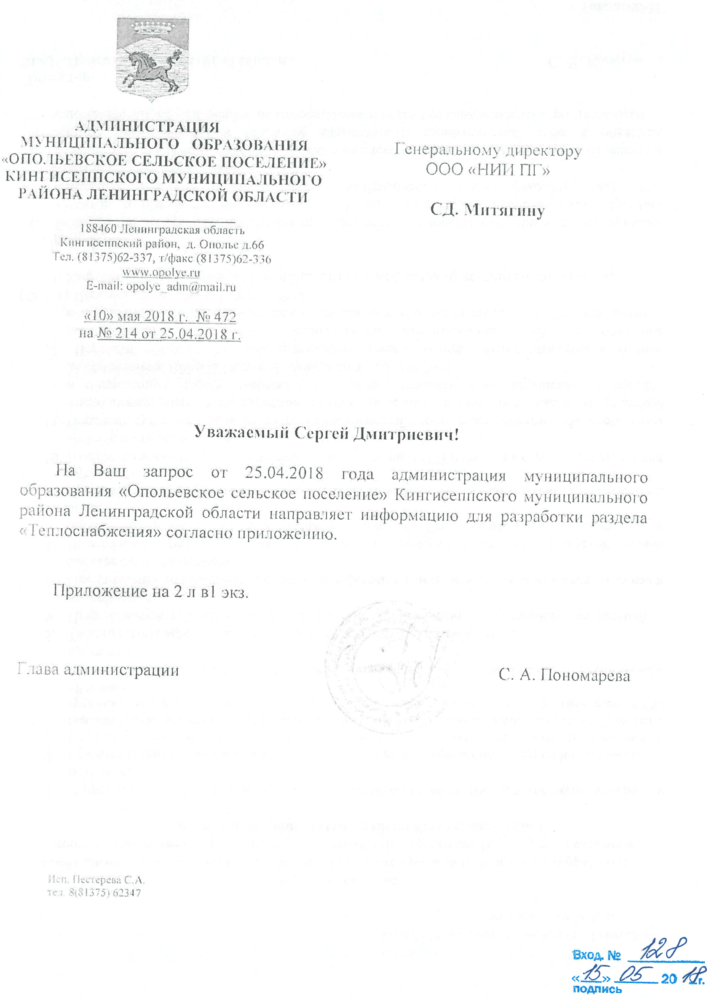 АДМИНИСТРАЦИЯ
МУНИЦИПАЛЬНОГО ОБРАЗОВАНИЯ
«ОПОЛЬЕВСКОЕ СЕЛЬСКОЕ ПОСЕЛЕНИЕ»
КИНГИСЕППСКОГО МУНИЦИПАЛЬНОГО
РАЙОНА ЛЕНИНГРАДСКОЙ ОБЛАСТИ
188460 Ленинградская область
Кингисеппский район, д. Ополье д.66
Тел. (81375)62-337, т/факс (81375)62-336
www.opolye.ru
E-mail: opolye_adm@mail.ru
«10» мая 2018 г. № 472
на № 214 от 25.04.2018 г.
Генеральному директору
ООО «НИИ ПГ»
СД. Митягину
Уважаемый Сергей Дмитриевич!
На Ваш запрос от 25.04.2018 года администрация муниципального
образования «Опольевское сельское поселение» Кингисеппского муниципального
района Ленинградской области направляет информацию для разработки раздела
«Теплоснабжения» согласно приложению.
Приложение на 2 л в1 экз.
Глава администрации
С. А. Пономарева
Исп. Нестерева С.А.
тел. 8(81375) 62347
Вход. № 128
«15» 05 2018г.
подпись